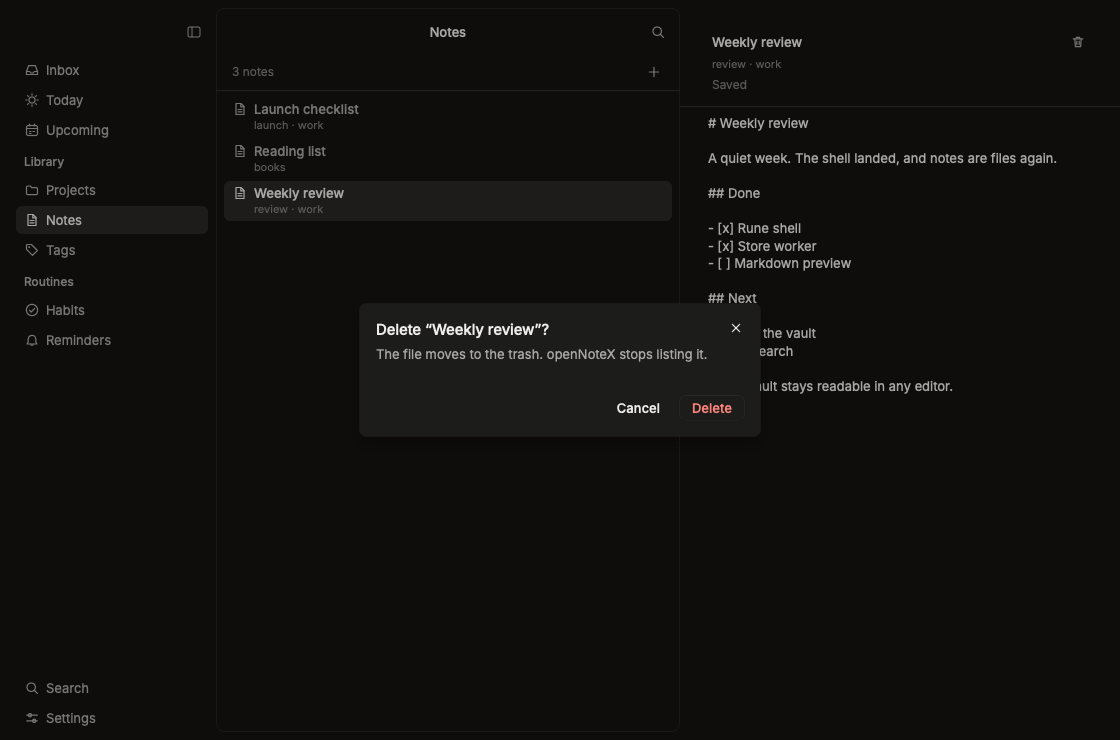 Inbox
Today
Upcoming
Library
Projects
Notes
Tags
Routines
Habits
Reminders
Search
Settings
Notes
3 notes
Launch checklist
launch · work
Reading list
books
Weekly review
review · work
Weekly review
review · work
Saved
# Weekly review
A quiet week. The shell landed, and notes are files again.
## Done
- [x] Rune shell
- [x] Store worker
- [ ] Markdown preview
## Next
the vault
stays readable in any editor.
Delete “Weekly review”?
The file moves to the trash. openNoteX stops listing it.
Cancel
Delete